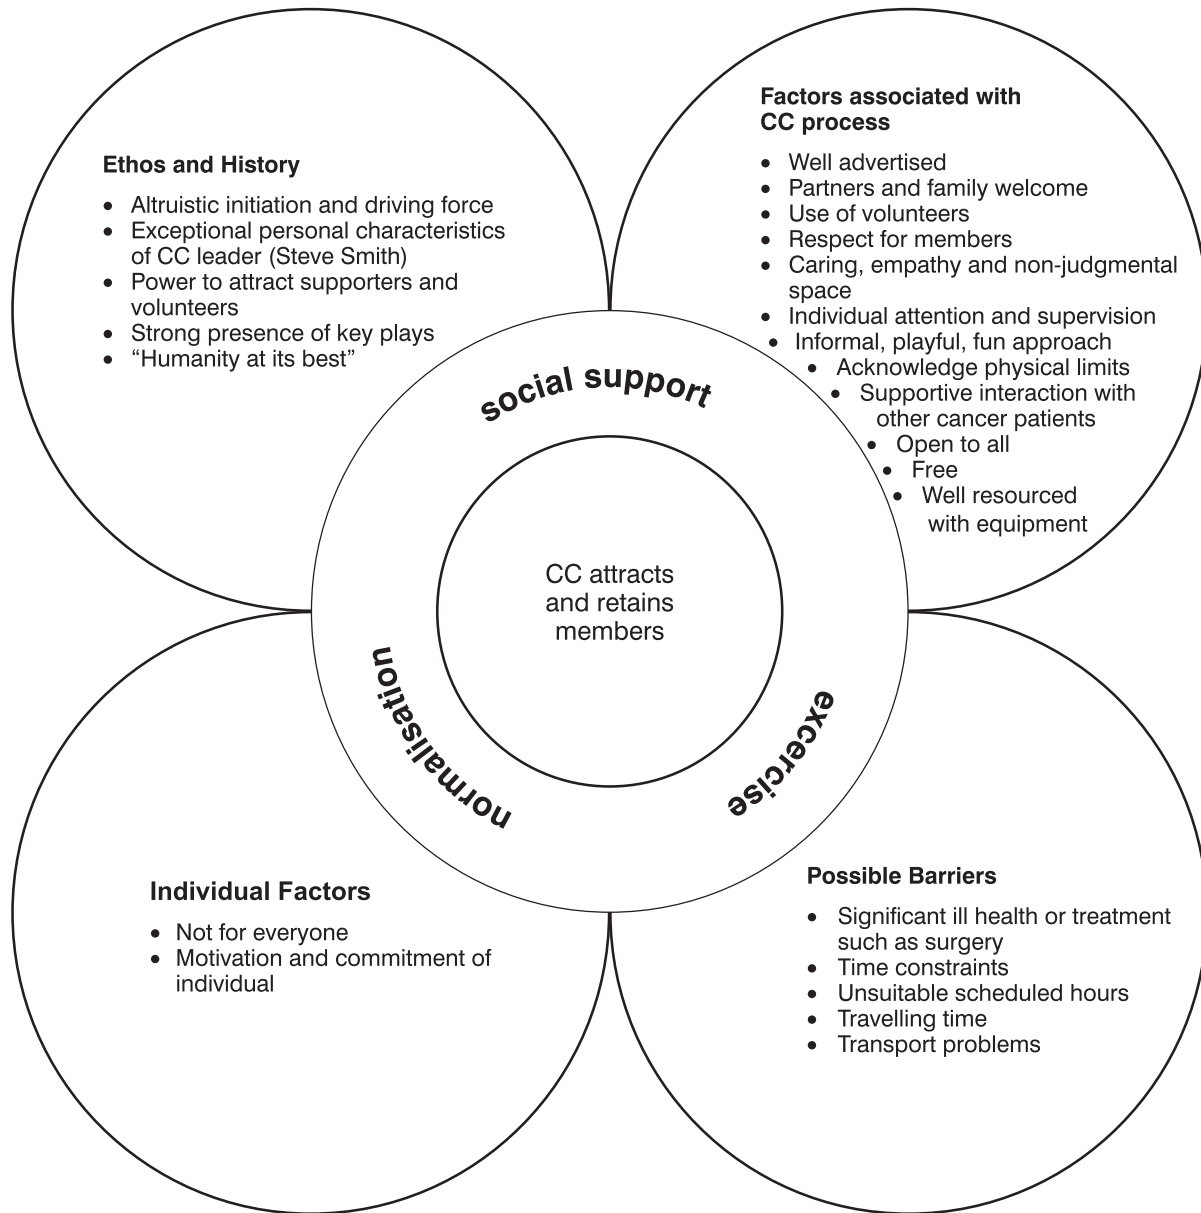 Ethos and History
• Altruistic initiation and driving force
• Exceptional personal characteristics
of CC leader (Steve Smith)
• Power to attract supporters and
volunteers
• Strong presence of key plays
• “Humanity at its best”
Factors associated with
CC process
• Well advertised
• Partners and family welcome
• Use of volunteers
• Respect for members
• Caring, empathy and non-judgmental
space
• Individual attention and supervision
• Informal, playful, fun approach
• Acknowledge physical limits
• Supportive interaction with
other cancer patients
• Open to all
• Free
• Well resourced
with equipment
social support
CC attracts
and retains
members
normalisation
excercise
Individual Factors
• Not for everyone
• Motivation and commitment of
individual
Possible Barriers
• Significant ill health or treatment
such as surgery
• Time constraints
• Unsuitable scheduled hours
• Travelling time
• Transport problems